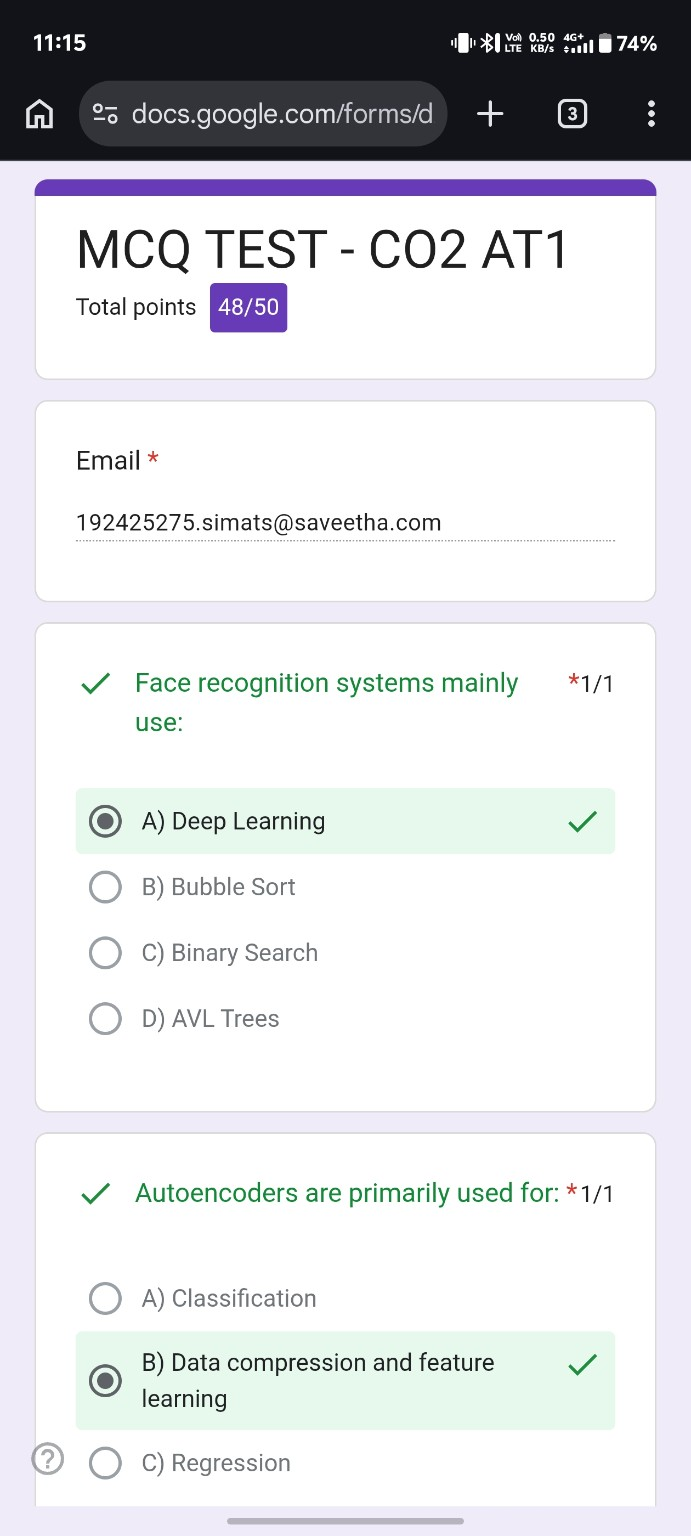 11:15
Vo) 0.50 4G+
LTE KB/s 74%
docs.google.com/forms/d
3
MCQ TEST - CO2 AT1
Total points 48/50
Email *
192425275.simats@saveetha.com
Face recognition systems mainly *1/1
use:
A) Deep Learning
B) Bubble Sort
C) Binary Search
D) AVL Trees
Autoencoders are primarily used for: *1/1
A) Classification
B) Data compression and feature
learning
C) Regression